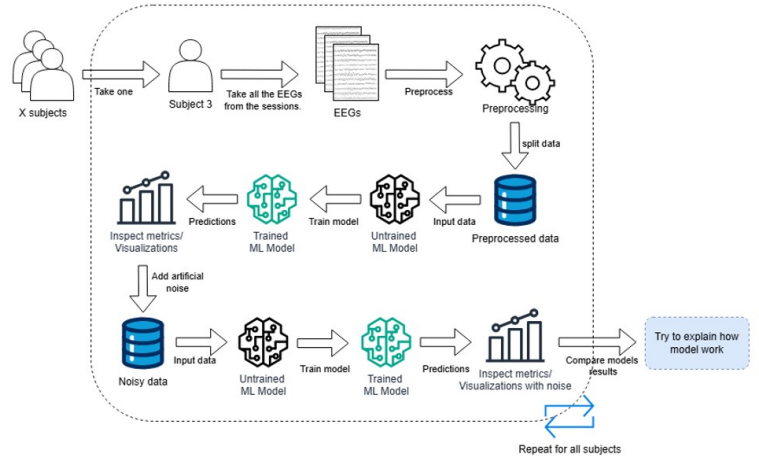 X subjects
Take one
Subject 3
Take all the EEGs
from the sessions.
EEGs
Preprocess
Preprocessing
split data
Inspect metrics/
Visualizations
Predictions
Trained
ML Model
Train model
Untrained
ML Model
Input data
Preprocessed data
Add artificial
noise
Noisy data
Input data
Untrained
ML Model
Train model
Trained
ML Model
Predictions
Inspect metrics/
Visualizations with noise
Compare models
results
Try to explain how
model work
Repeat for all subjects